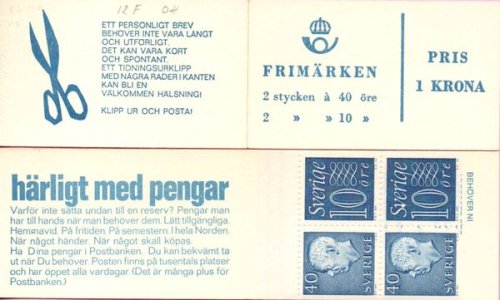 12 F 04
ETT PERSONLIGT BREV
BEHÖVER INTE VARA LÅNGT
OCH UTFÖRLIGT.
DET KAN VARA KORT
OCH SPONTANT.
ETT TIDNINGSURKLIPP
MED NÅGRA RADER I KANTEN
KAN BLI EN
VÄLKOMMEN HÄLSNING!
KLIPP UR OCH POSTA!
FRIMÄRKEN
2 stycken à 40 öre
2 » » 10 »
PRIS
1 KRONA
härligt med pengar
Varför inte sätta undan till en reserv? Pengar man
har till hands när man behöver dem. Lätt tillgängliga.
Hemmavid. På fritiden. På semestern. I hela Norden.
När något händer. När något skall köpas.
Ha Dina pengar i Postbanken. Du kan bekvämt ta
ut när Du behöver. Posten finns på tusentals platser
och har öppet alla vardagar. (Det är många plus för
Postbanken.)
Sverige
10
öre
Sverige
10
öre
40
SVERIGE
40
SVERIGE
BEHÖVER NI